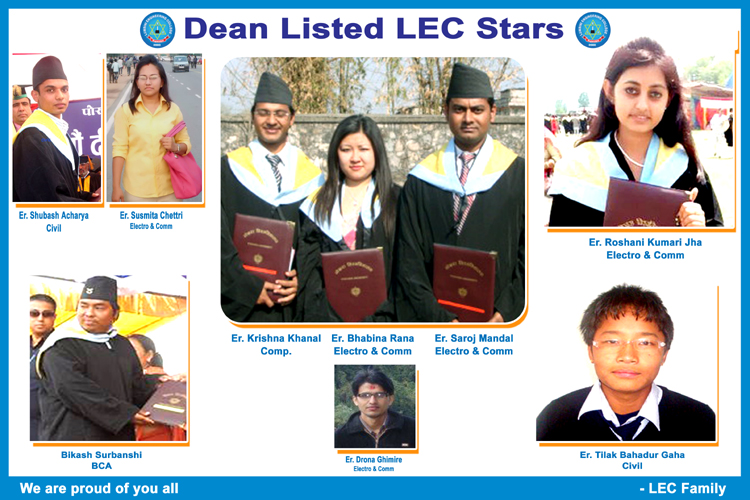 Dean Listed LEC Stars
Er. Shubash Acharya
Civil
Er. Susmita Chettri
Electro & Comm
Er. Krishna Khanal
Comp.
Er. Bhabina Rana
Electro & Comm
Er. Saroj Mandal
Electro & Comm
Er. Roshani Kumari Jha
Electro & Comm
Bikash Surbanshi
BCA
Er. Drona Ghimire
Electro & Comm
Er. Tilak Bahadur Gaha
Civil
We are proud of you all
- LEC Family